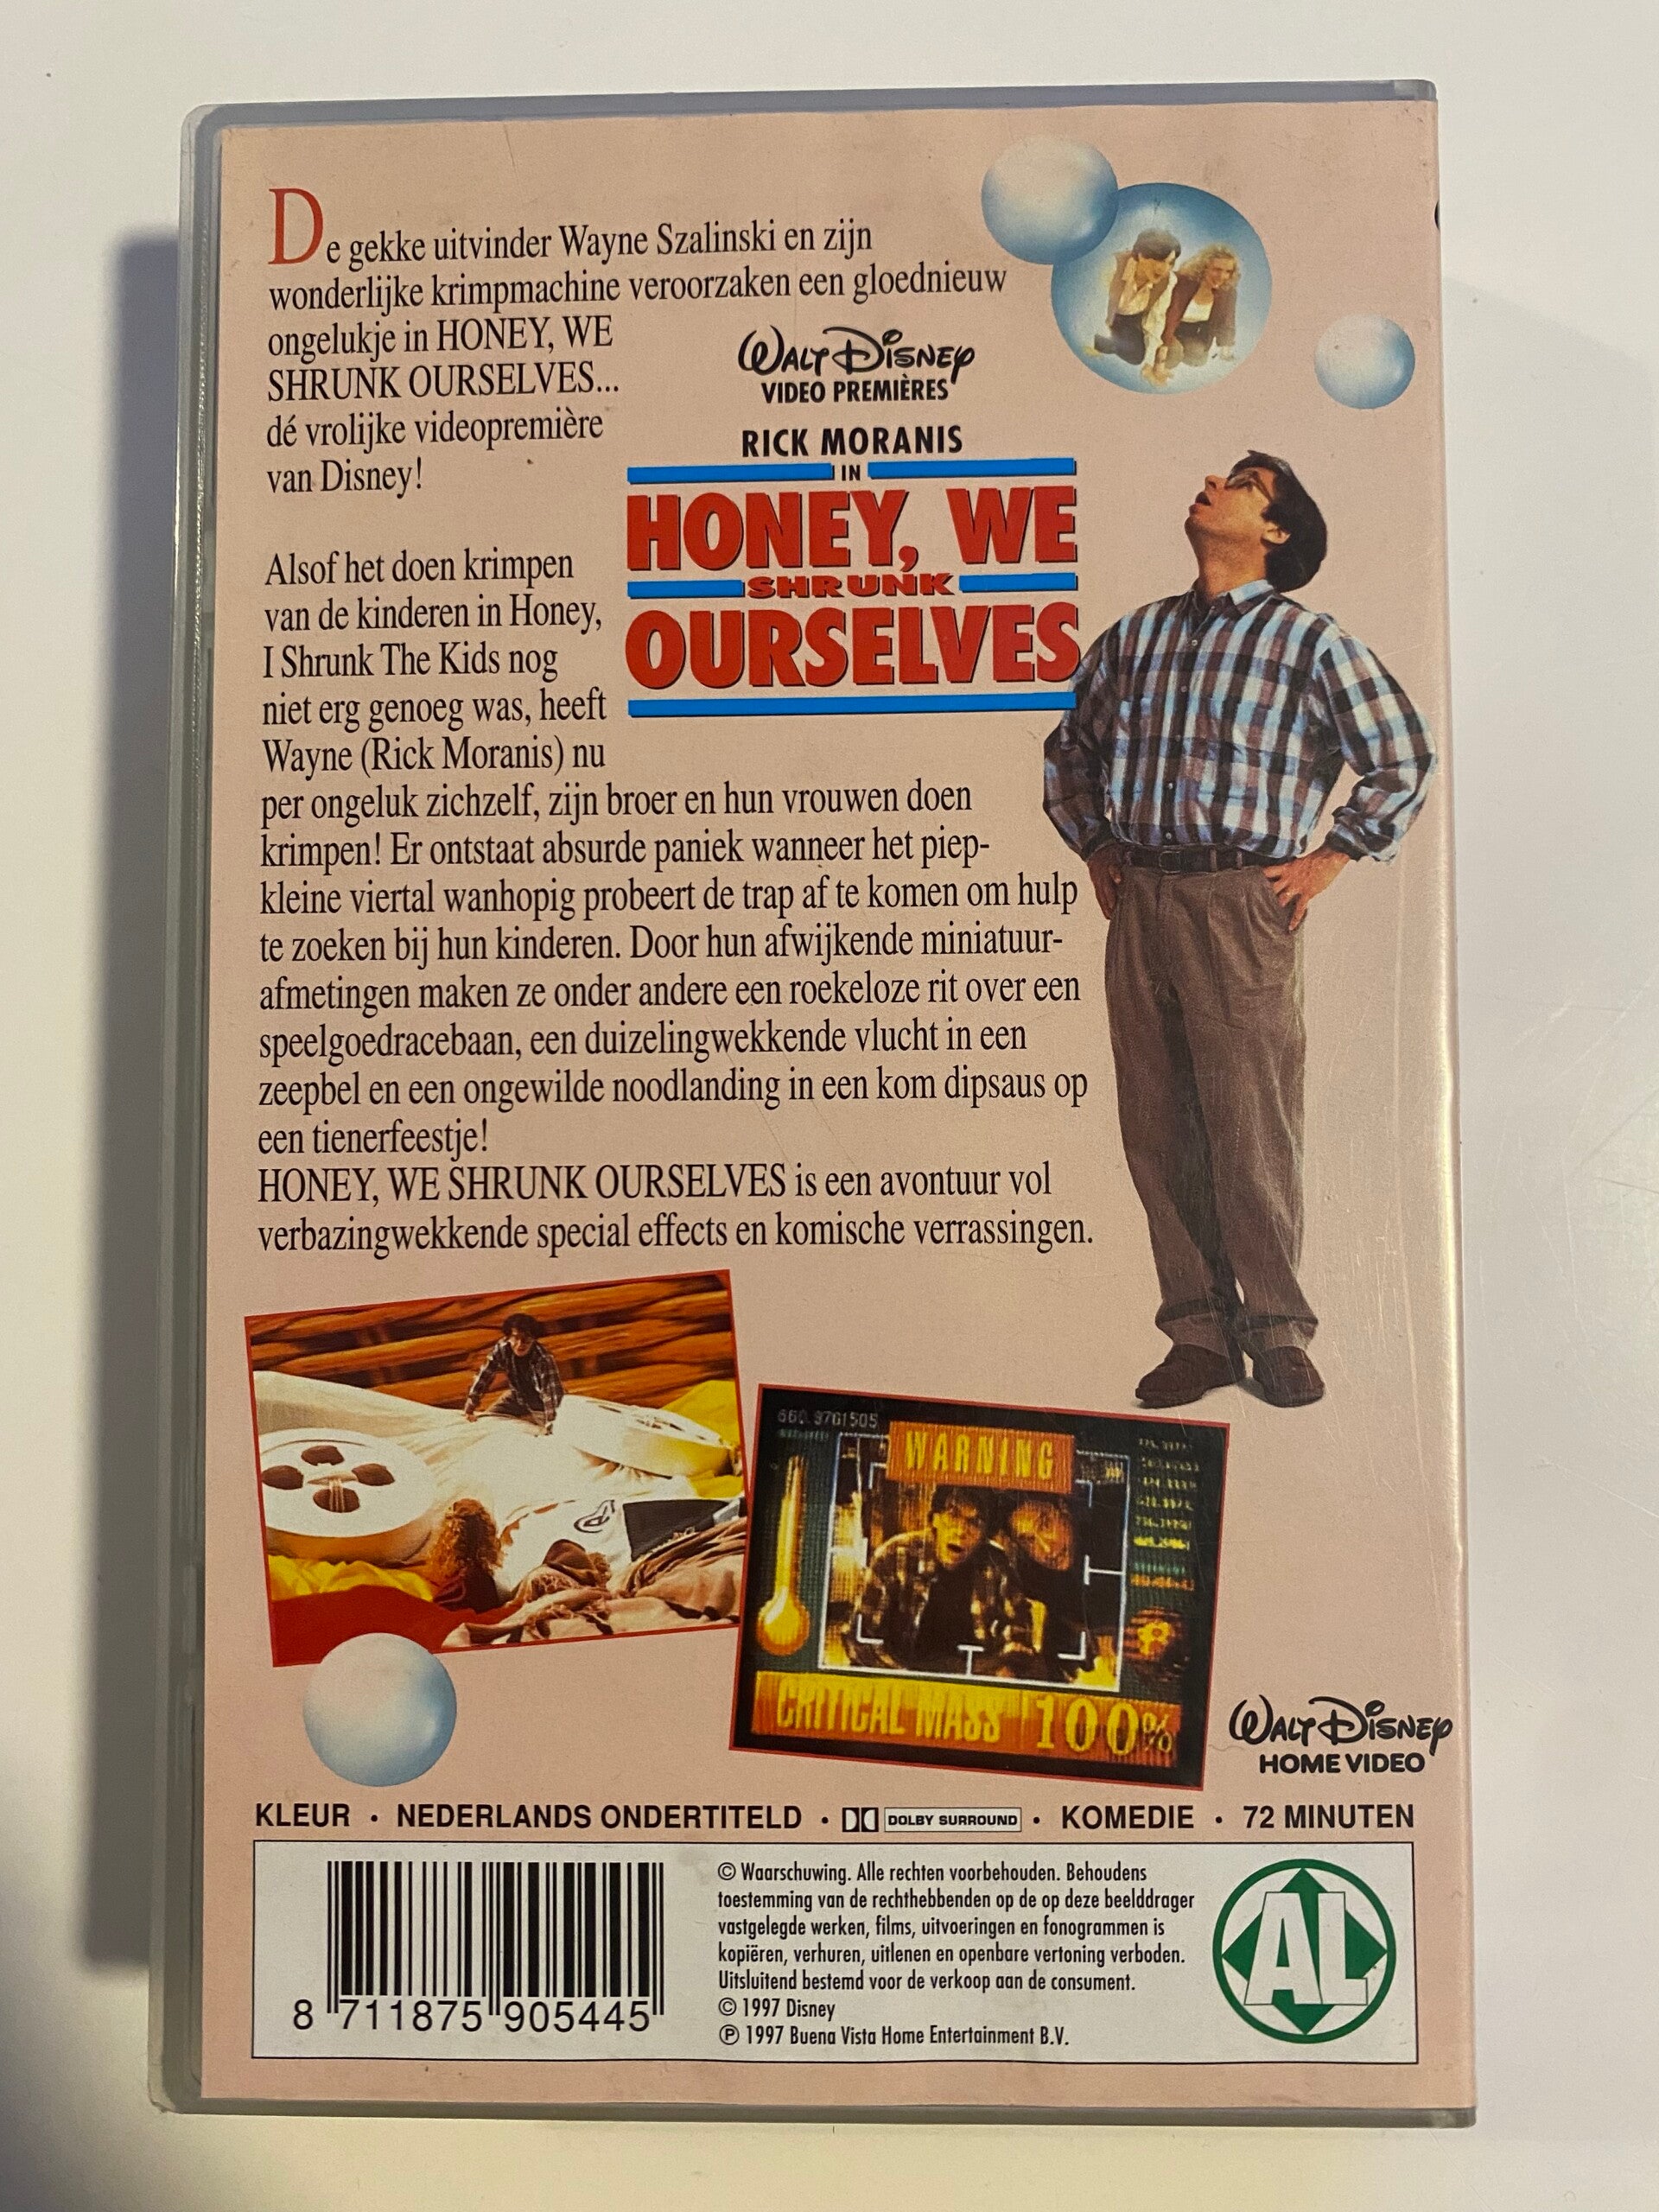 De gekke uitvinder Wayne Szalinski en zijn
wonderlijke krimpmachine veroorzaken een gloednieuw
ongelukje in HONEY, WE
SHRUNK OURSELVES...
dé vrolijke videopremière
van Disney!
WALT DISNEY
VIDEO PREMIÈRES
RICK MORANIS
IN
HONEY, WE
SHRUNK
OURSELVES
Alsof het doen krimpen
van de kinderen in Honey,
I Shrunk The Kids nog
niet erg genoeg was, heeft
Wayne (Rick Moranis) nu
per ongeluk zichzelf, zijn broer en hun vrouwen doen
krimpen! Er ontstaat absurde paniek wanneer het piep-
kleine viertal wanhopig probeert de trap af te komen om hulp
te zoeken bij hun kinderen. Door hun afwijkende miniatuur-
afmetingen maken ze onder andere een roekeloze rit over een
speelgoedracebaan, een duizelingwekkende vlucht in een
zeepbel en een ongewilde noodlanding in een kom dipsaus op
een tienerfeestje!
HONEY, WE SHRUNK OURSELVES is een avontuur vol
verbazingwekkende special effects en komische verrassingen.
660.9701505
WARNING
CRITICAL MASS 100%
WALT DISNEY
HOME VIDEO
KLEUR • NEDERLANDS ONDERTITELD • DOLBY SURROUND • KOMEDIE • 72 MINUTEN
8 711875 905445
© Waarschuwing. Alle rechten voorbehouden. Behoudens
toestemming van de rechthebbenden op de op deze beelddrager
vastgelegde werken, films, uitvoeringen en fonogrammen is
kopiëren, verhuren, uitlenen en openbare vertoning verboden.
Uitsluitend bestemd voor de verkoop aan de consument.
© 1997 Disney
℗ 1997 Buena Vista Home Entertainment B.V.
AL